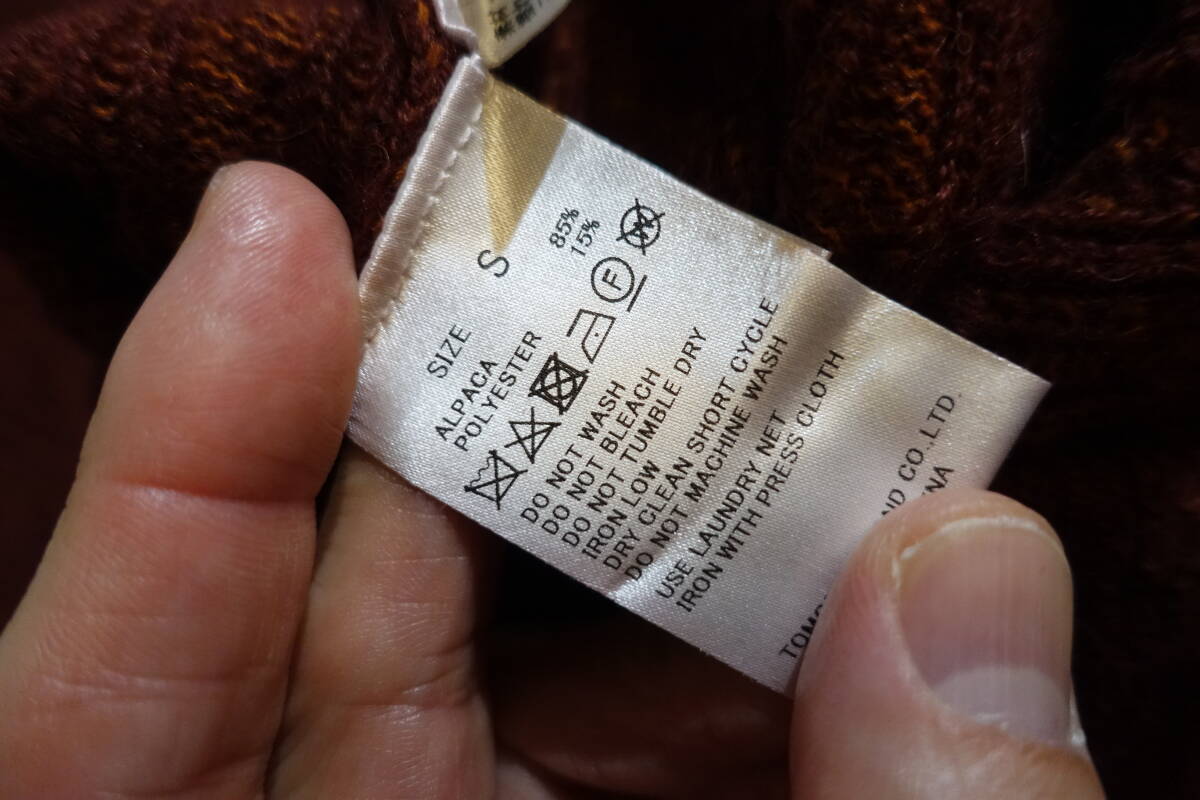 SIZE S
ALPACA 85%
POLYESTER 15%
F W
DO NOT WASH
DO NOT BLEACH
DO NOT TUMBLE DRY
IRON LOW
DRY CLEAN SHORT CYCLE
DO NOT MACHINE WASH
USE LAUNDRY NET
IRON WITH PRESS CLOTH
CO.,LTD.